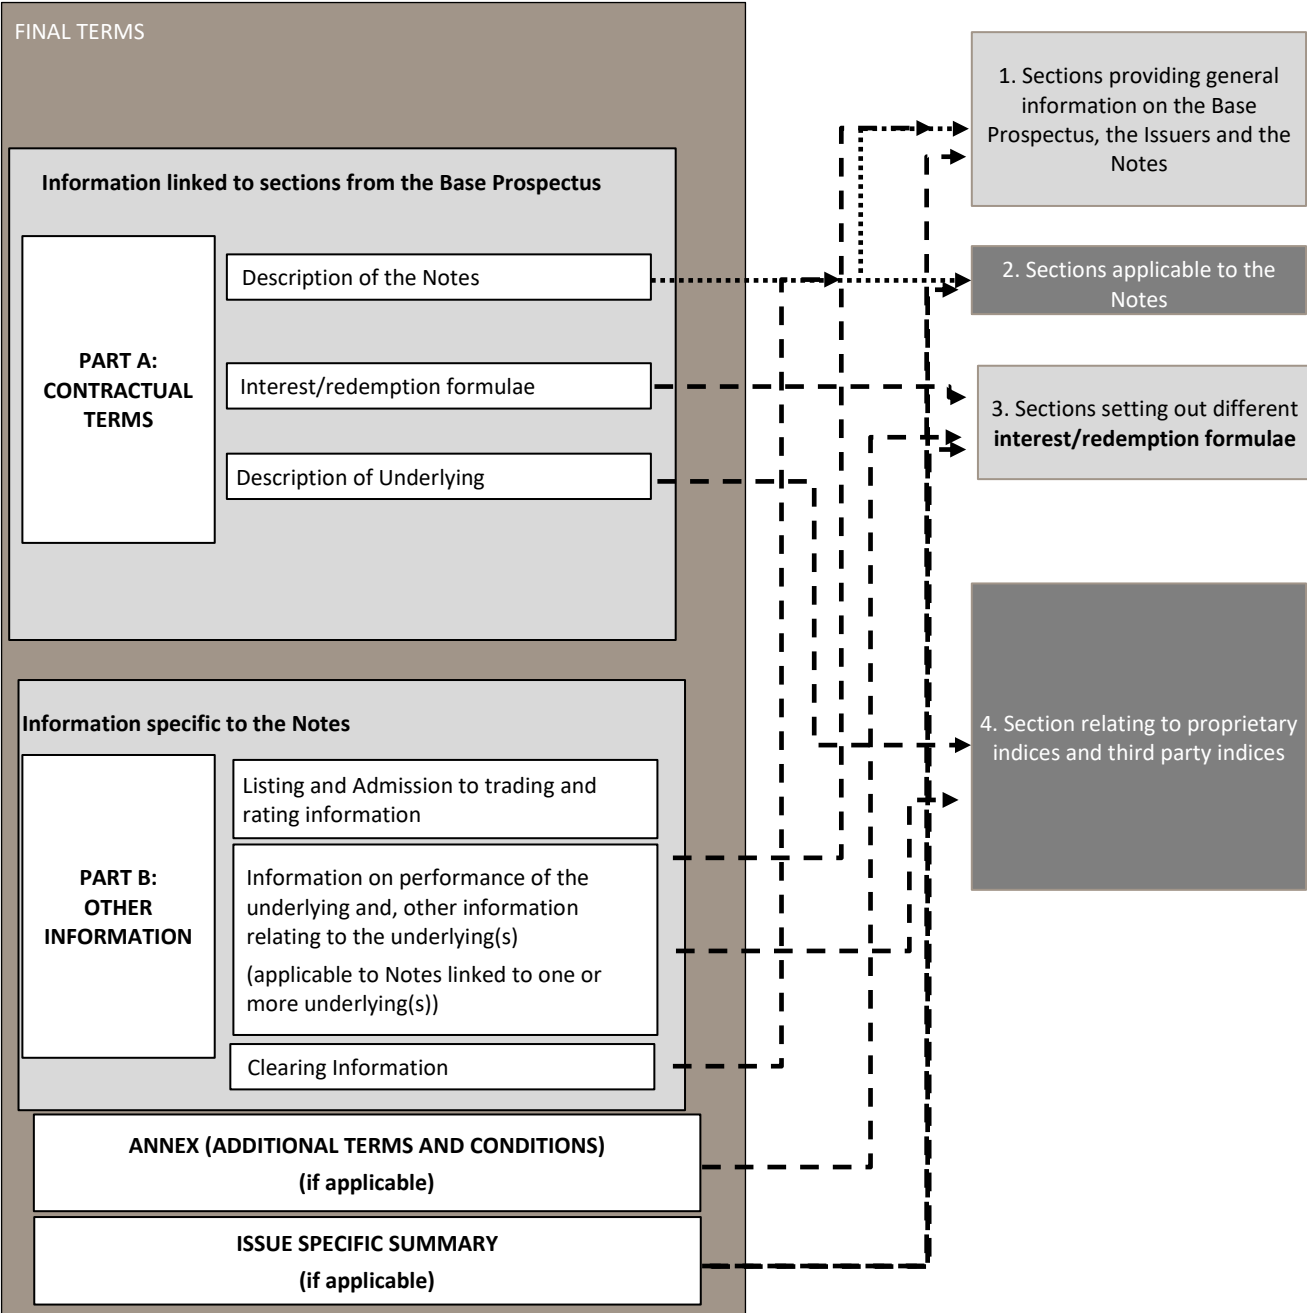 FINAL TERMS
Information linked to sections from the Base Prospectus
PART A:
CONTRACTUAL
TERMS
Description of the Notes
Interest/redemption formulae
Description of Underlying
Information specific to the Notes
PART B:
OTHER
INFORMATION
Listing and Admission to trading and
rating information
Information on performance of the
underlying and, other information
relating to the underlying(s)
(applicable to Notes linked to one or
more underlying(s))
Clearing Information
ANNEX (ADDITIONAL TERMS AND CONDITIONS)
(if applicable)
ISSUE SPECIFIC SUMMARY
(if applicable)
1. Sections providing general
information on the Base
Prospectus, the Issuers and the
Notes
2. Sections applicable to the
Notes
3. Sections setting out different
interest/redemption formulae
4. Section relating to proprietary
indices and third party indices